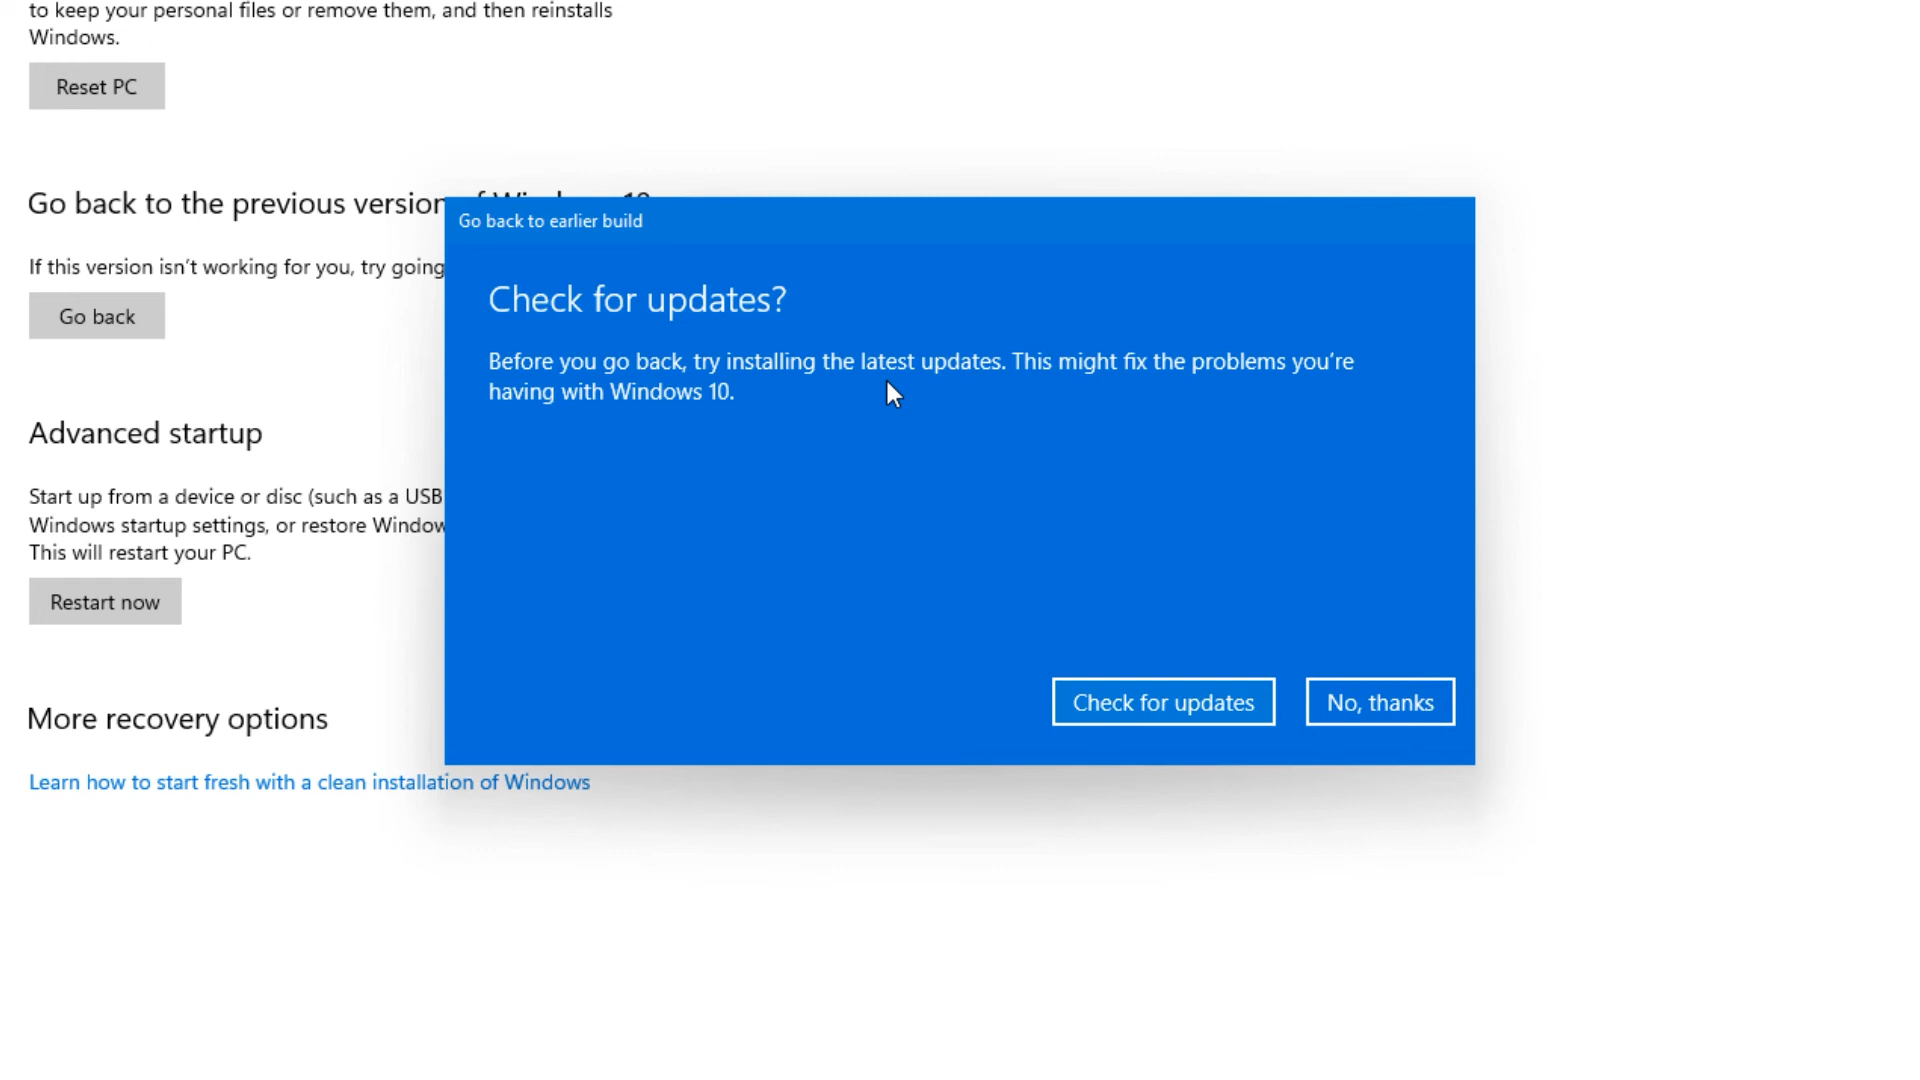 to keep your personal files or remove them, and then reinstalls
Windows.
Reset PC
Go back to the previous version
If this version isn’t working for you, try going
Go back
Advanced startup
Start up from a device or disc (such as a USB
Windows startup settings, or restore Window
This will restart your PC.
Restart now
More recovery options
Learn how to start fresh with a clean installation of Windows
Go back to earlier build
Check for updates?
Before you go back, try installing the latest updates. This might fix the problems you’re
having with Windows 10.
Check for updates
No, thanks